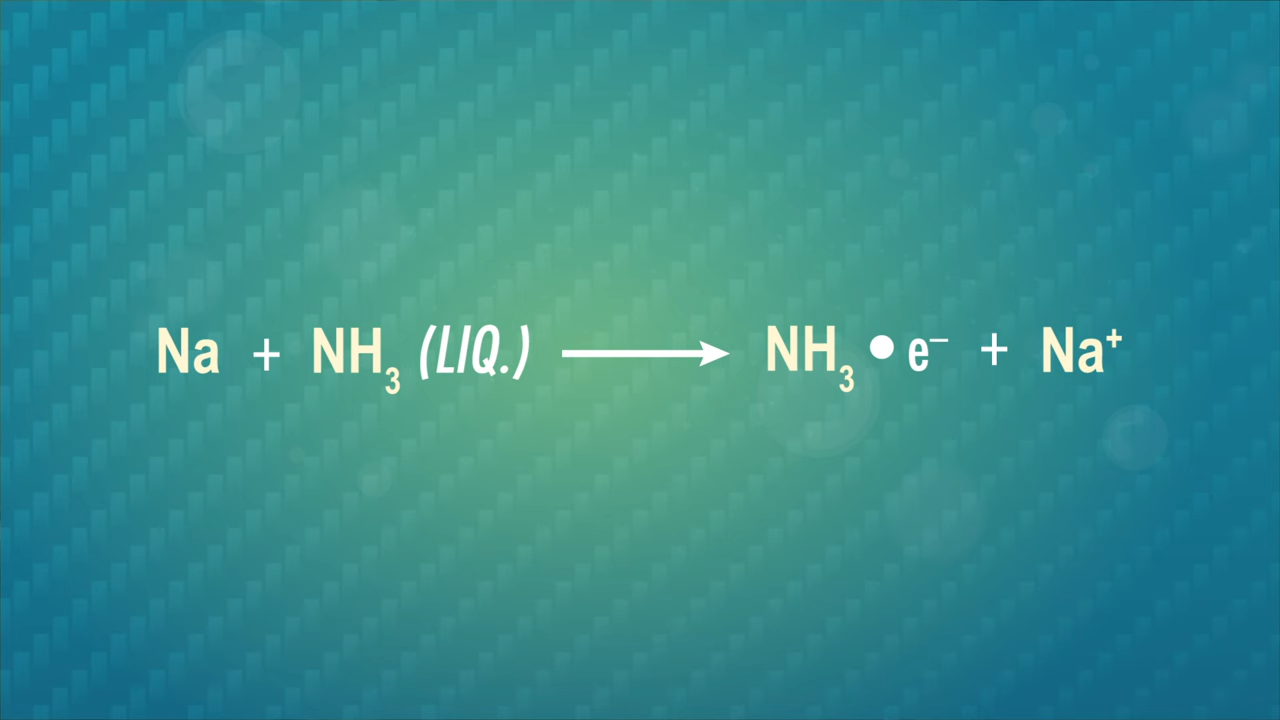 Na + NH₃ (LIQ.) ⟶ NH₃ • e⁻ + Na⁺